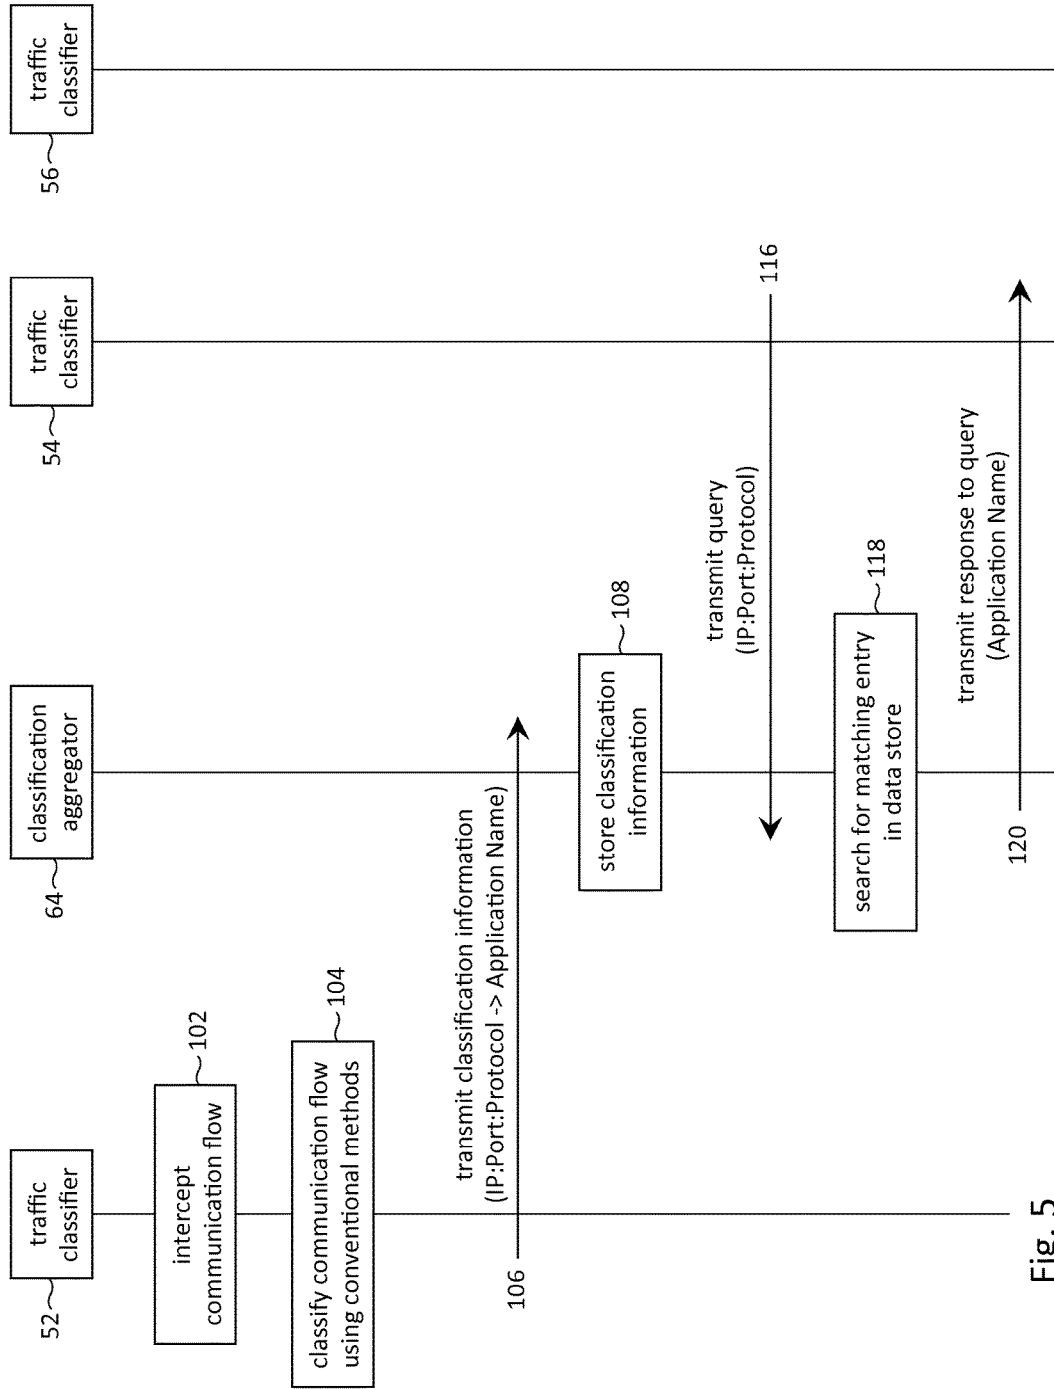 traffic
classifier
52
classification
aggregator
64
traffic
classifier
54
traffic
classifier
56
intercept
communication flow
102
classify communication flow
using conventional methods
104
transmit classification information
(IP:Port:Protocol -> Application Name)
106
store classification
information
108
transmit query
(IP:Port:Protocol)
116
search for matching entry
in data store
118
transmit response to query
(Application Name)
120
Fig. 5